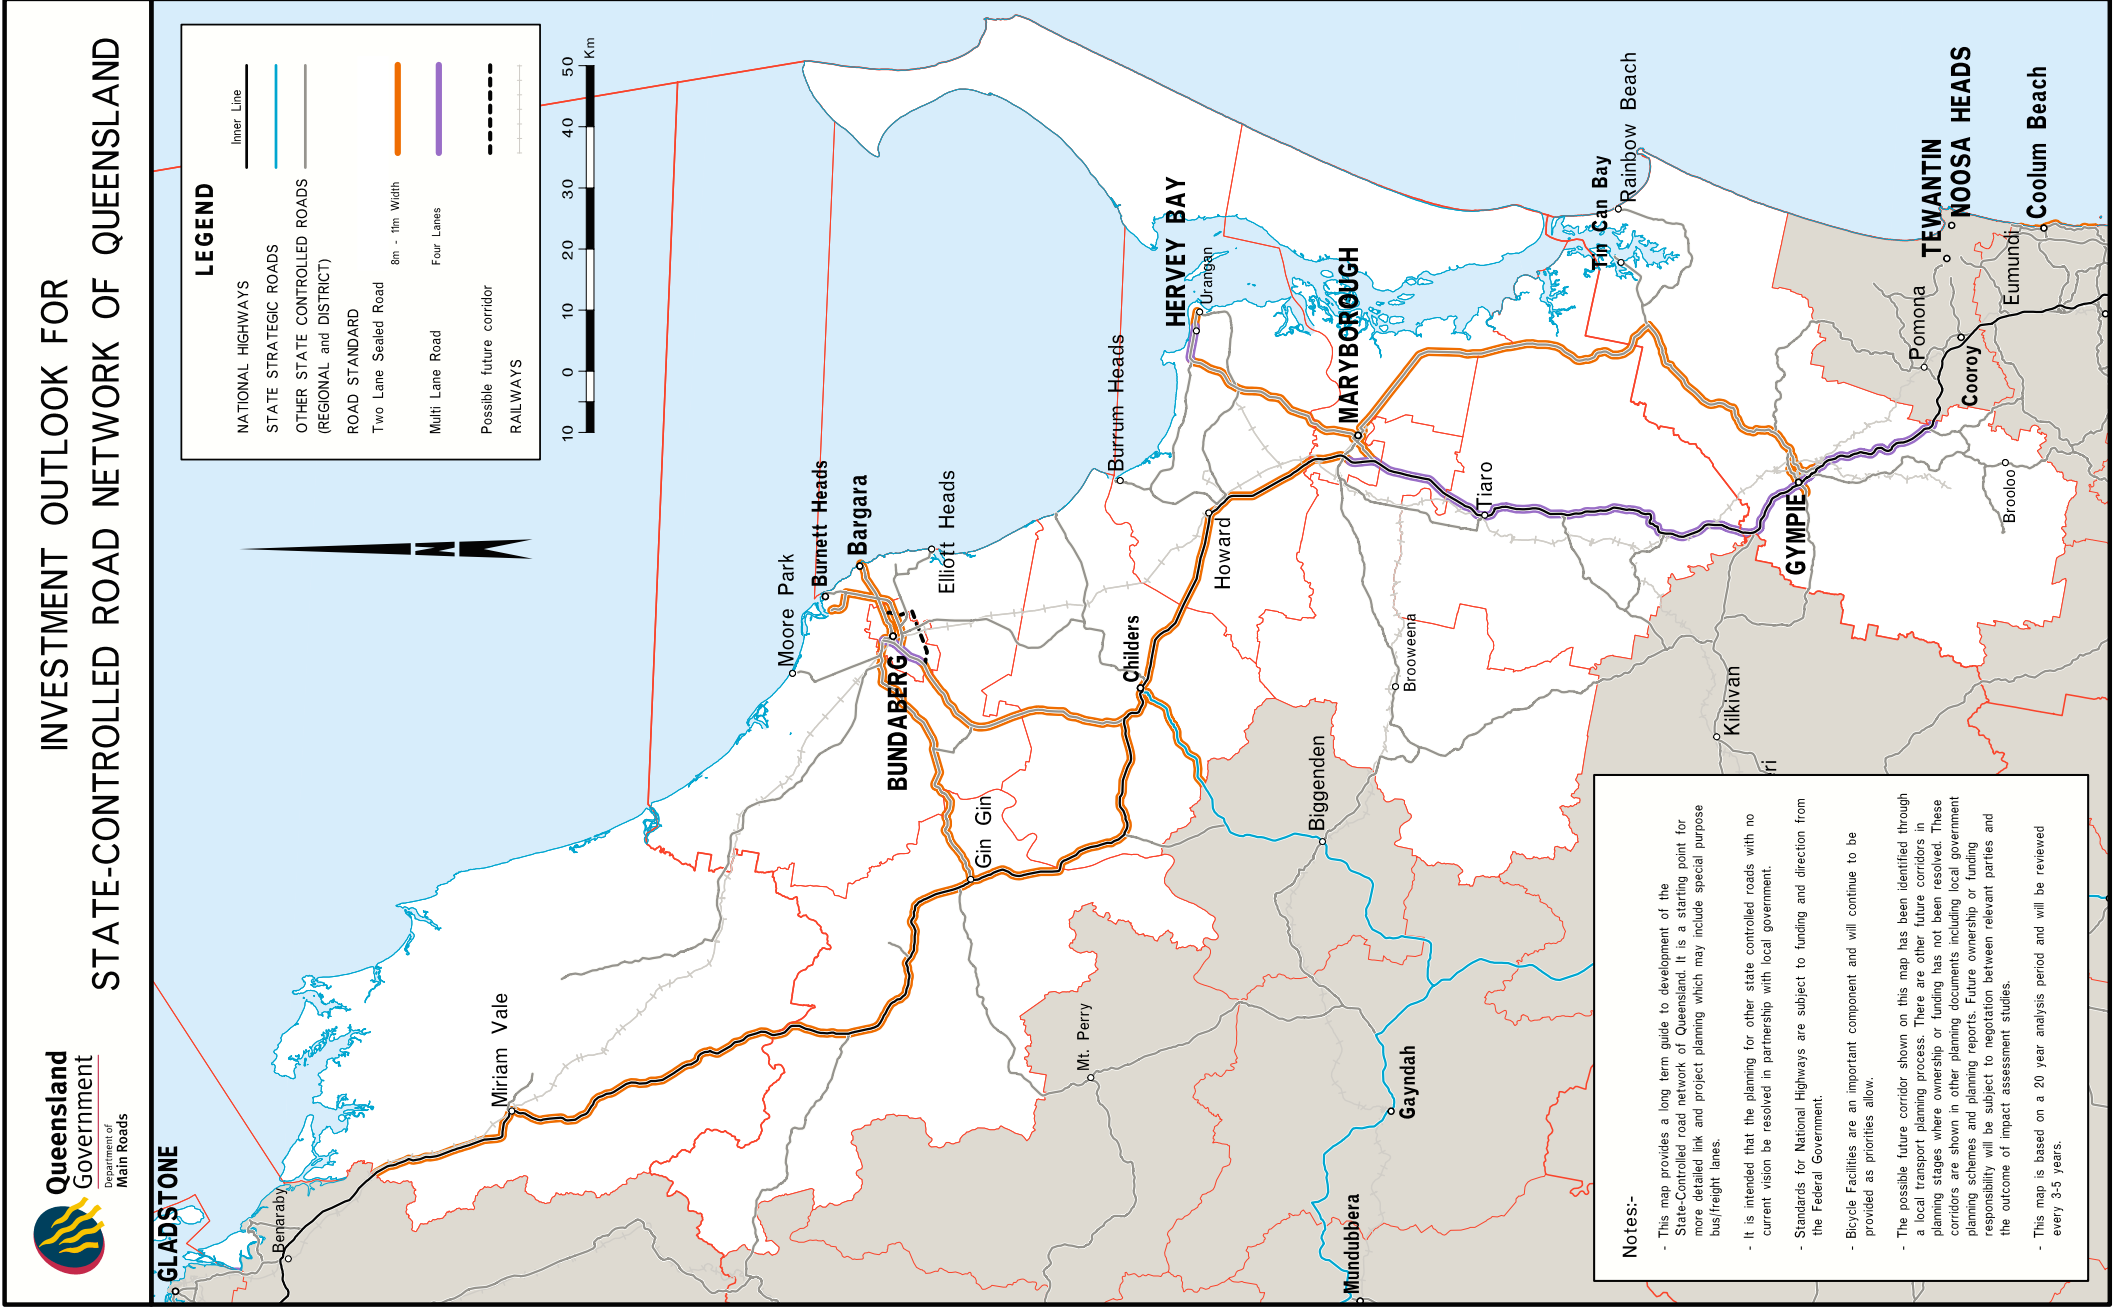 INVESTMENT OUTLOOK FOR
STATE-CONTROLLED ROAD NETWORK OF QUEENSLAND
Queensland
Government
Department of
Main Roads
LEGEND
NATIONAL HIGHWAYS
Inner Line
STATE STRATEGIC ROADS
OTHER STATE CONTROLLED ROADS
(REGIONAL and DISTRICT)
ROAD STANDARD
Two Lane Sealed Road
8m - 11m Width
Multi Lane Road
Four Lanes
Possible future corridor
RAILWAYS
10 0 10 20 30 40 50 Km
N
GLADSTONE
Benaraby
Miriam Vale
Moore Park
Burnett Heads
Bargara
BUNDABERG
Elliott Heads
Gin Gin
Mt. Perry
Childers
Burrum Heads
HERVEY BAY
Urangan
Howard
Biggenden
MARYBOROUGH
Mundubbera
Gayndah
Brooweena
Tiaro
Tin Can Bay
Rainbow Beach
Kilkivan
ri
GYMPIE
Pomona
TEWANTIN
NOOSA HEADS
Cooroy
Eumundi
Brooloo
Coolum Beach
Notes:-
- This map provides a long term guide to development of the
State-Controlled road network of Queensland. It is a starting point for
more detailed link and project planning which may include special purpose
bus/freight lanes.
- It is intended that the planning for other state controlled roads with no
current vision be resolved in partnership with local government.
- Standards for National Highways are subject to funding and direction from
the Federal Government.
- Bicycle Facilities are an important component and will continue to be
provided as priorities allow.
- The possible future corridor shown on this map has been identified through
a local transport planning process. There are other future corridors in
planning stages where ownership or funding has not been resolved. These
corridors are shown in other planning documents including local government
planning schemes and planning reports. Future ownership or funding
responsibility will be subject to negotiation between relevant parties and
the outcome of impact assessment studies.
- This map is based on a 20 year analysis period and will be reviewed
every 3-5 years.